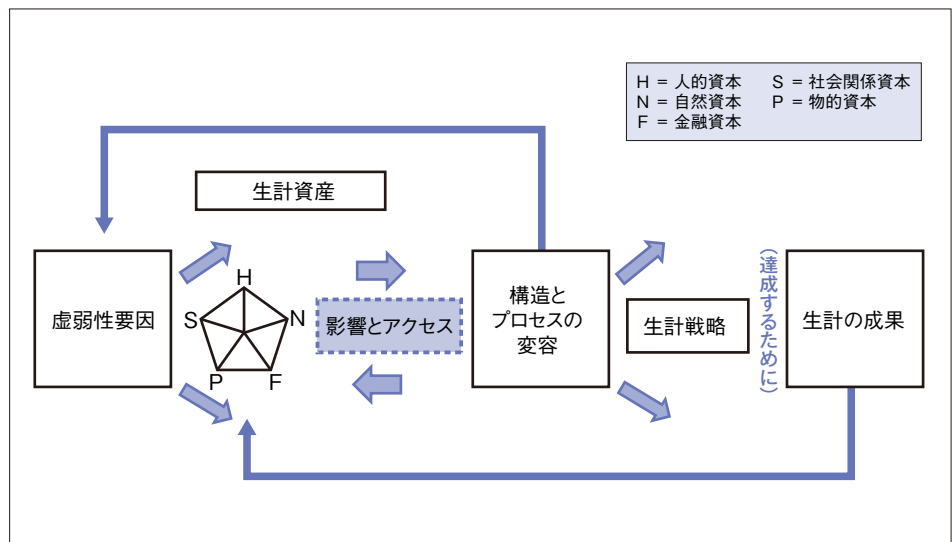 H = 人的資本 S = 社会関係資本
N = 自然資本 P = 物的資本
F = 金融資本
生計資産
虚弱性要因
H
S
N
P
F
影響とアクセス
構造と
プロセスの
変容
生計戦略
(達成するために)
生計の成果